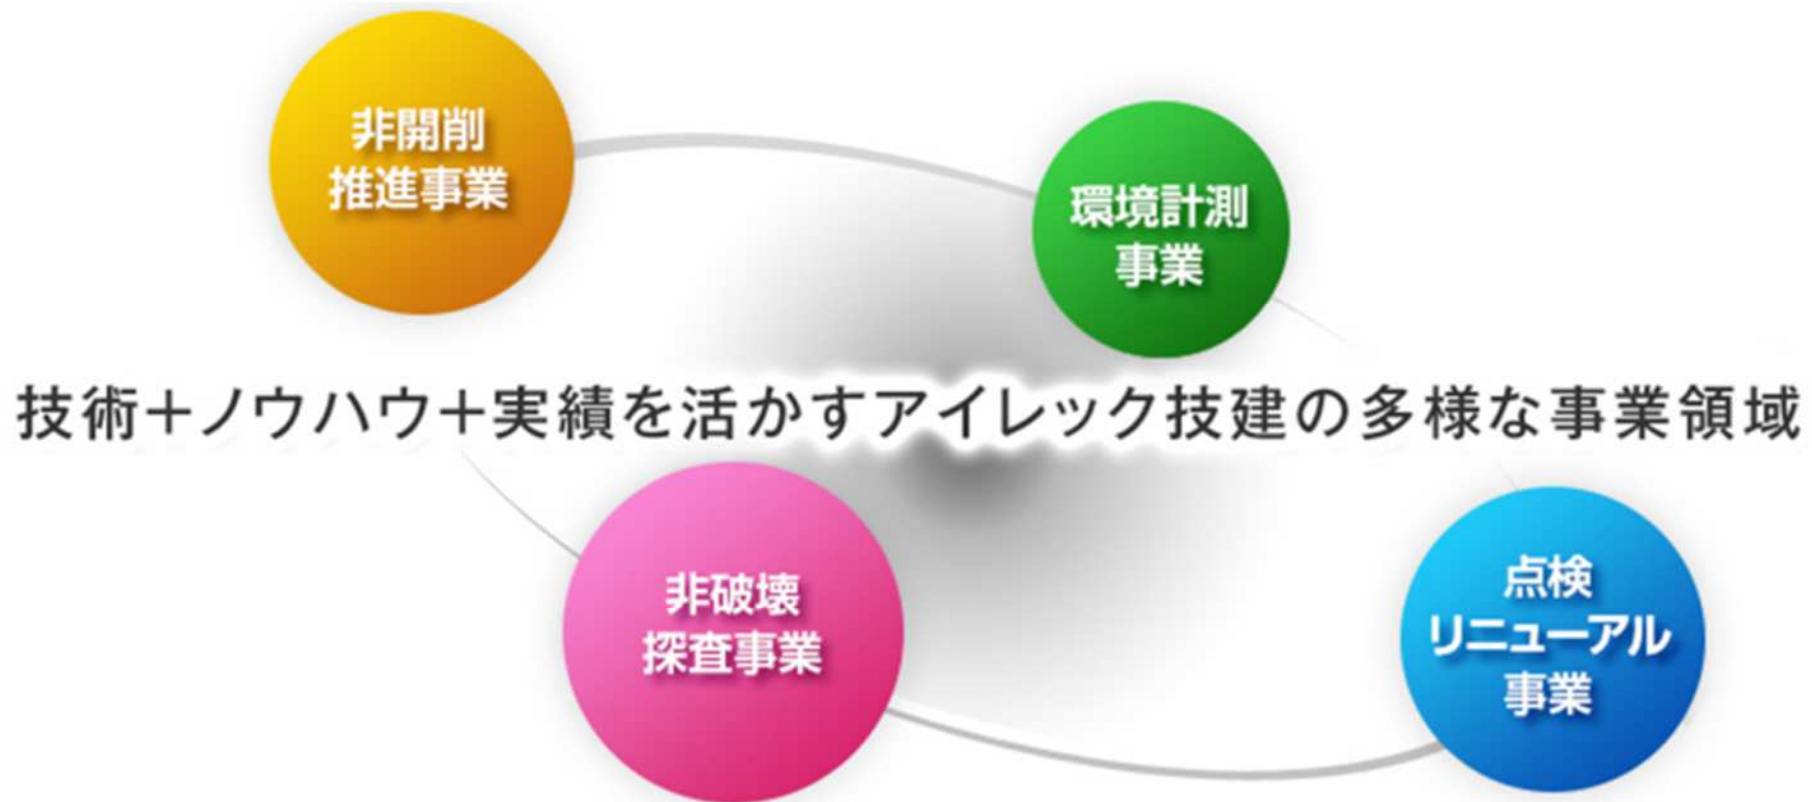 非開削
推進事業
環境計測
事業
技術+ノウハウ+実績を活かすアイレック技建の多様な事業領域
非破壊
探査事業
点検
リニューアル
事業